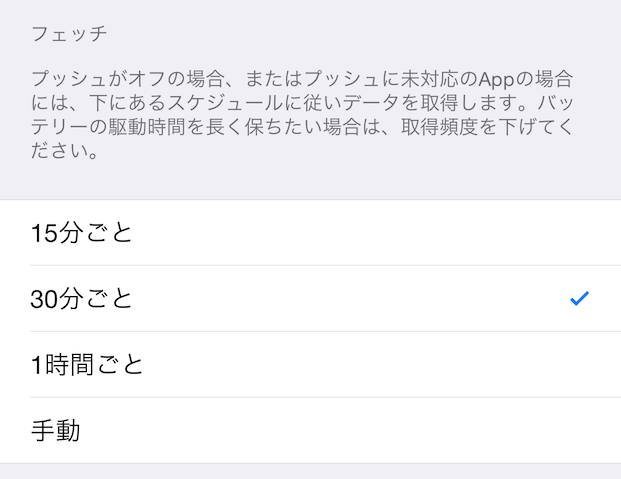 フェッチ
プッシュがオフの場合、またはプッシュに未対応のAppの場合
には、下にあるスケジュールに従いデータを取得します。バッ
テリーの駆動時間を長く保ちたい場合は、取得頻度を下げてく
ださい。
15分ごと
30分ごと
1時間ごと
手動